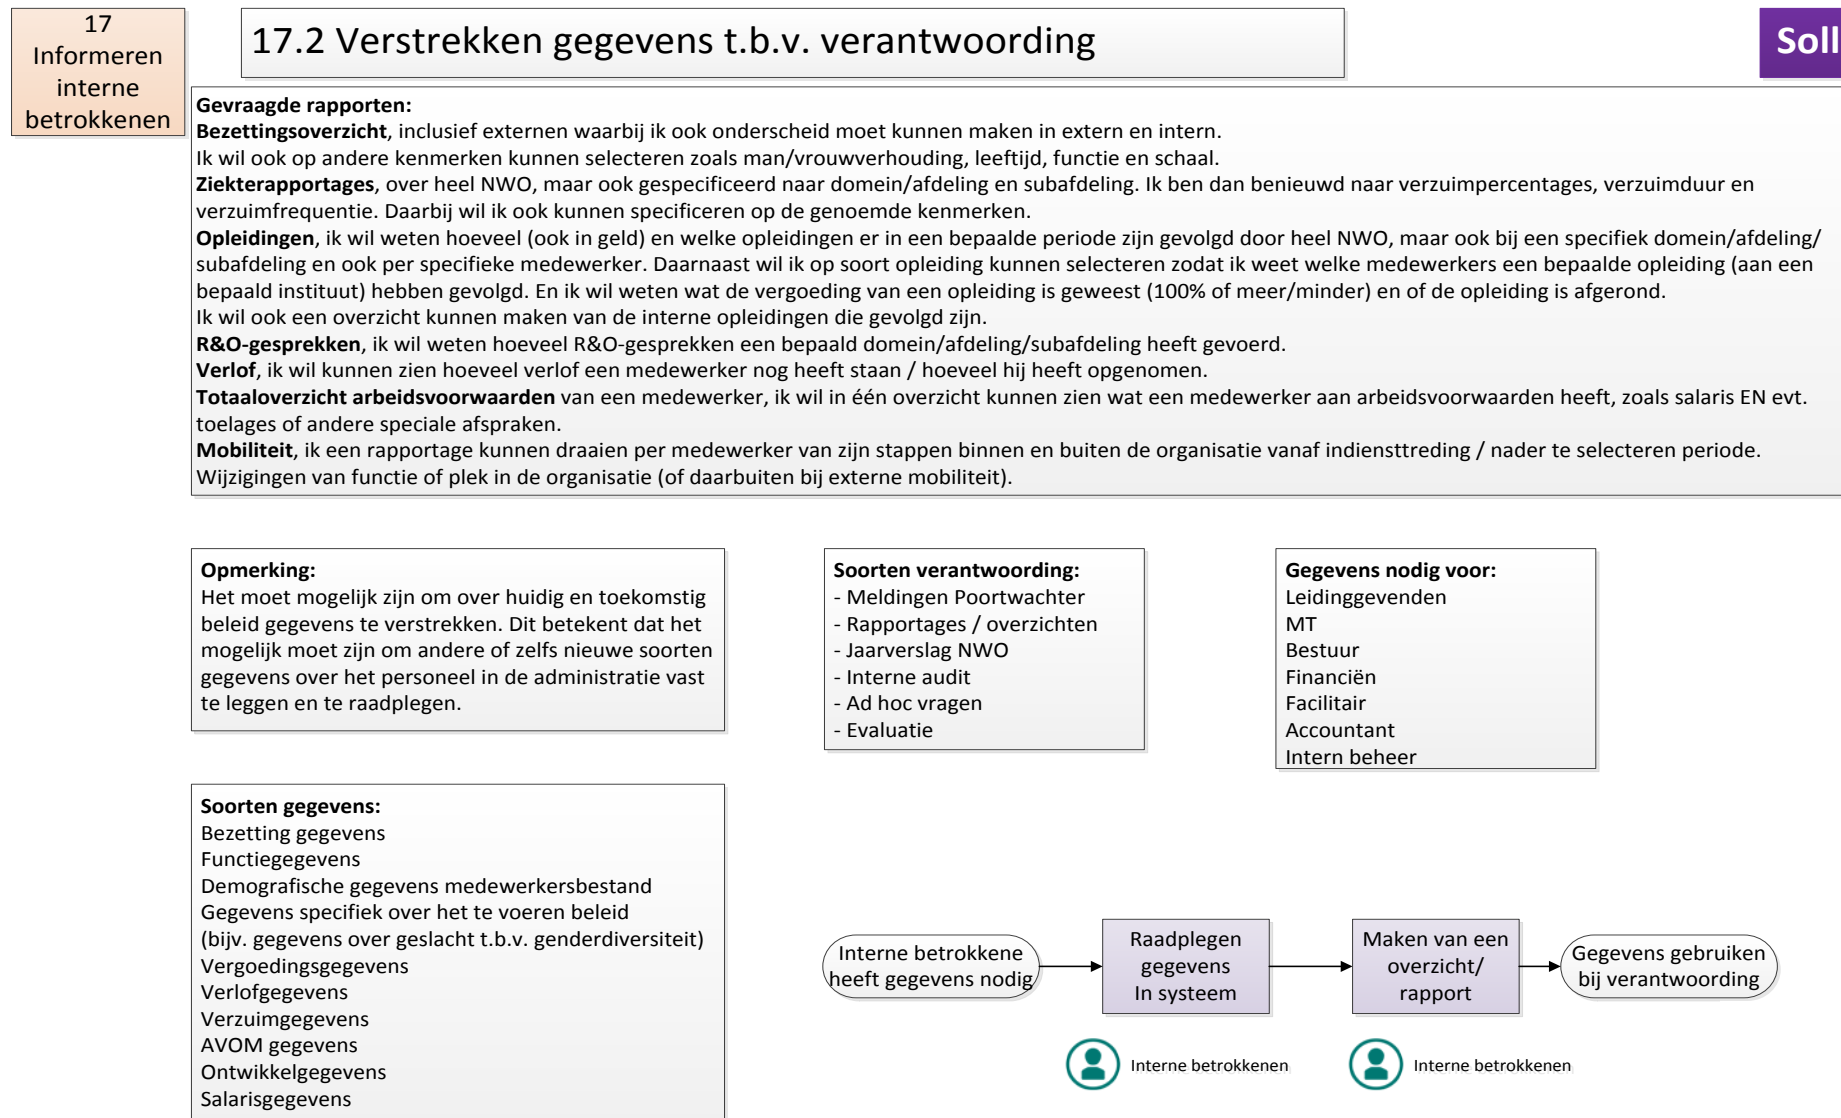 17
Informeren
interne
betrokkenen
17.2 Verstrekken gegevens t.b.v. verantwoording
Soll
Gevraagde rapporten:
Bezettingsoverzicht, inclusief externen waarbij ik ook onderscheid moet kunnen maken in extern en intern.
Ik wil ook op andere kenmerken kunnen selecteren zoals man/vrouwverhouding, leeftijd, functie en schaal.
Ziekterapportages, over heel NWO, maar ook gespecificeerd naar domein/afdeling en subafdeling. Ik ben dan benieuwd naar verzuimpercentages, verzuimduur en
verzuimfrequentie. Daarbij wil ik ook kunnen specificeren op de genoemde kenmerken.
Opleidingen, ik wil weten hoeveel (ook in geld) en welke opleidingen er in een bepaalde periode zijn gevolgd door heel NWO, maar ook bij een specifiek domein/afdeling/
subafdeling en ook per specifieke medewerker. Daarnaast wil ik op soort opleiding kunnen selecteren zodat ik weet welke medewerkers een bepaalde opleiding (aan een
bepaald instituut) hebben gevolgd. En ik wil weten wat de vergoeding van een opleiding is geweest (100% of meer/minder) en of de opleiding is afgerond.
Ik wil ook een overzicht kunnen maken van de interne opleidingen die gevolgd zijn.
R&O-gesprekken, ik wil weten hoeveel R&O-gesprekken een bepaald domein/afdeling/subafdeling heeft gevoerd.
Verlof, ik wil kunnen zien hoeveel verlof een medewerker nog heeft staan / hoeveel hij heeft opgenomen.
Totaaloverzicht arbeidsvoorwaarden van een medewerker, ik wil in één overzicht kunnen zien wat een medewerker aan arbeidsvoorwaarden heeft, zoals salaris EN evt.
toelages of andere speciale afspraken.
Mobiliteit, ik een rapportage kunnen draaien per medewerker van zijn stappen binnen en buiten de organisatie vanaf indiensttreding / nader te selecteren periode.
Wijzigingen van functie of plek in de organisatie (of daarbuiten bij externe mobiliteit).
Opmerking:
Het moet mogelijk zijn om over huidig en toekomstig
beleid gegevens te verstrekken. Dit betekent dat het
mogelijk moet zijn om andere of zelfs nieuwe soorten
gegevens over het personeel in de administratie vast
te leggen en te raadplegen.
Soorten verantwoording:
- Meldingen Poortwachter
- Rapportages / overzichten
- Jaarverslag NWO
- Interne audit
- Ad hoc vragen
- Evaluatie
Gegevens nodig voor:
Leidinggevenden
MT
Bestuur
Financiën
Facilitair
Accountant
Intern beheer
Soorten gegevens:
Bezetting gegevens
Functiegegevens
Demografische gegevens medewerkersbestand
Gegevens specifiek over het te voeren beleid
(bijv. gegevens over geslacht t.b.v. genderdiversiteit)
Vergoedingsgegevens
Verlofgegevens
Verzuimgegevens
AVOM gegevens
Ontwikkelgegevens
Salarisgegevens
Interne betrokkene
heeft gegevens nodig
Raadplegen
gegevens
In systeem
Maken van een
overzicht/
rapport
Gegevens gebruiken
bij verantwoording
Interne betrokkenen
Interne betrokkenen